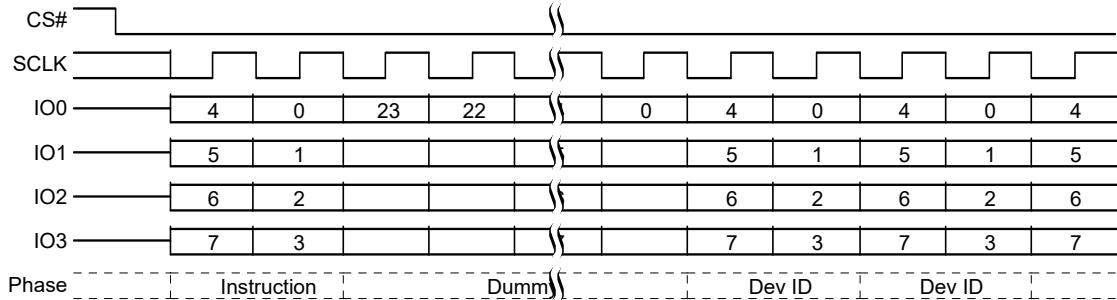 CS#
SCLK
IO0 4 0 23 22 0 4 0 4 0 4
IO1 5 1 5 1 5 1 5
IO2 6 2 6 2 6 2 6
IO3 7 3 7 3 7 3 7
Phase Instruction Dumm Dev ID Dev ID